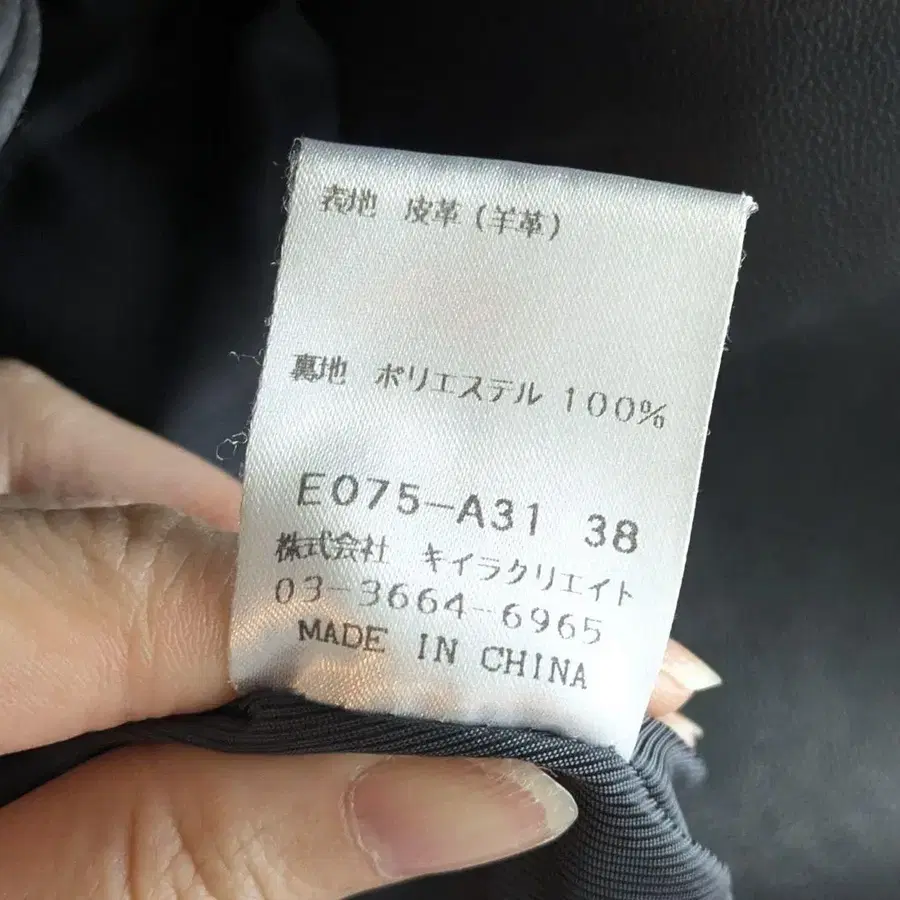 表地 皮革(羊革)
裏地 ポリエステル 100%
E075-A31 38
株式会社 キイラクリエイト
03-3664-6965
MADE IN CHINA